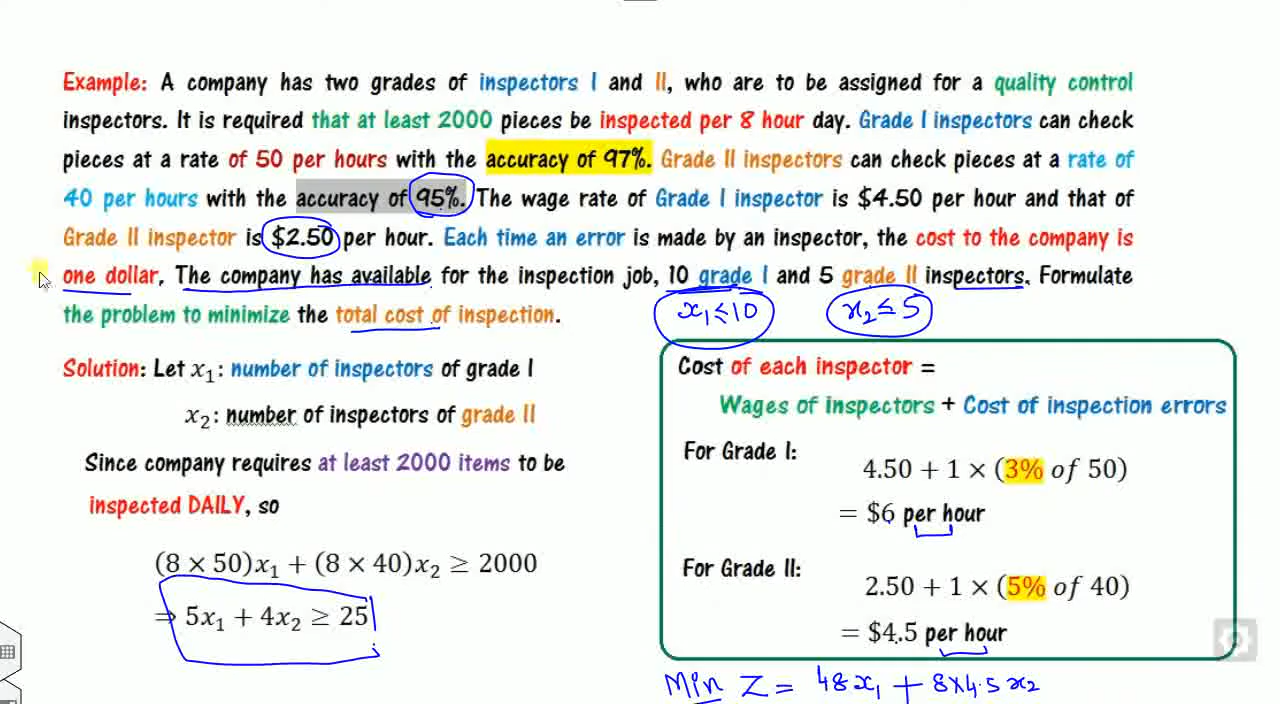 Example: A company has two grades of inspectors I and II, who are to be assigned for a quality control
inspectors. It is required that at least 2000 pieces be inspected per 8 hour day. Grade I inspectors can check
pieces at a rate of 50 per hours with the accuracy of 97%. Grade II inspectors can check pieces at a rate of
40 per hours with the accuracy of 95%. The wage rate of Grade I inspector is $4.50 per hour and that of
Grade II inspector is $2.50 per hour. Each time an error is made by an inspector, the cost to the company is
one dollar. The company has available for the inspection job, 10 grade I and 5 grade II inspectors. Formulate
the problem to minimize the total cost of inspection.
x₁ ≤ 10
x₂ ≤ 5
Solution: Let x₁: number of inspectors of grade I
x₂: number of inspectors of grade II
Since company requires at least 2000 items to be
inspected DAILY, so
(8 × 50)x₁ + (8 × 40)x₂ ≥ 2000
⇒ 5x₁ + 4x₂ ≥ 25
Cost of each inspector =
Wages of inspectors + Cost of inspection errors
For Grade I:
4.50 + 1 × (3% of 50)
= $6 per hour
For Grade II:
2.50 + 1 × (5% of 40)
= $4.5 per hour
Min Z = 48x₁ + 8×4.5x₂